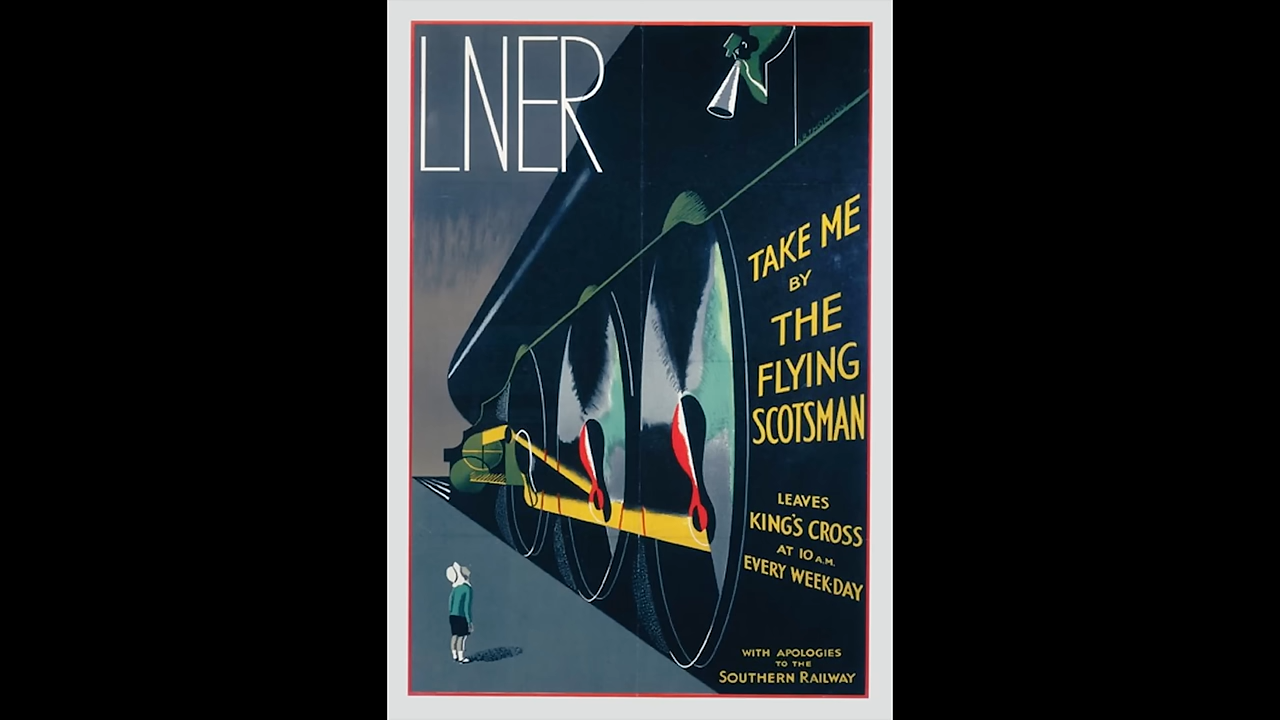 LNER
A R THOMSON
TAKE ME
BY
THE
FLYING
SCOTSMAN
LEAVES
KING'S CROSS
AT 10 A.M.
EVERY WEEK-DAY
WITH APOLOGIES
TO THE
SOUTHERN RAILWAY